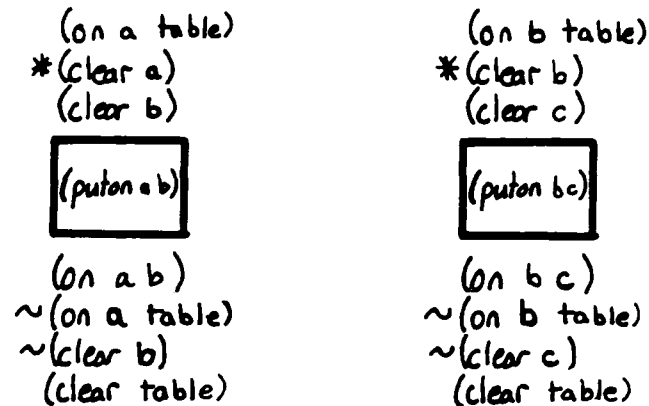 (on a table)
*(clear a)
(clear b)
(puton a b)
(on a b)
~(on a table)
~(clear b)
(clear table)
(on b table)
*(clear b)
(clear c)
(puton b c)
(on b c)
~(on b table)
~(clear c)
(clear table)